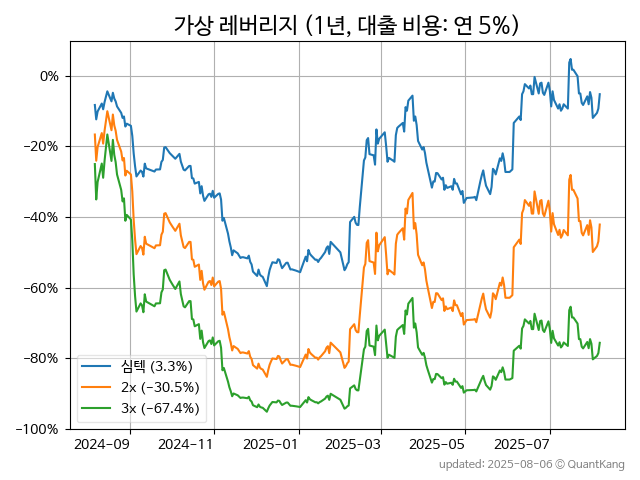 가상 레버리지 (1년, 대출 비용: 연 5%)
0%
−20%
−40%
−60%
−80%
−100%
심텍 (3.3%)
2x (−30.5%)
3x (−67.4%)
2024-09 2024-11 2025-01 2025-03 2025-05 2025-07
updated: 2025-08-06 © QuantKang